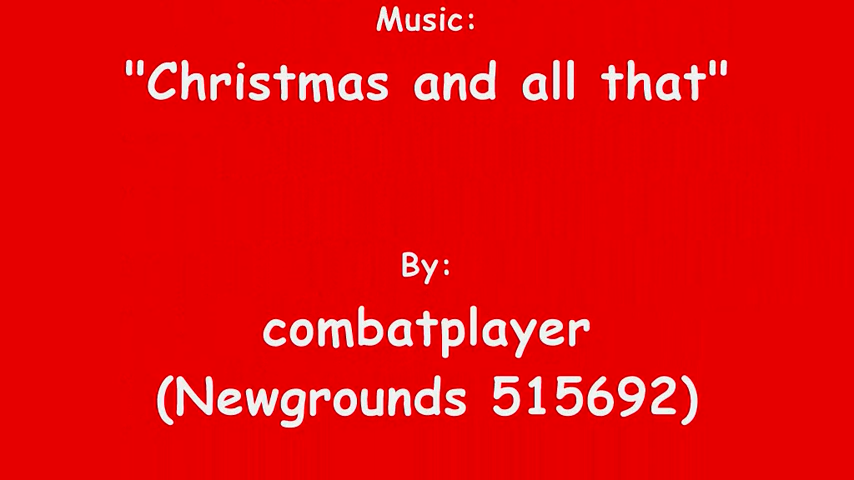 Music:
"Christmas and all that"
By:
combatplayer
(Newgrounds 515692)